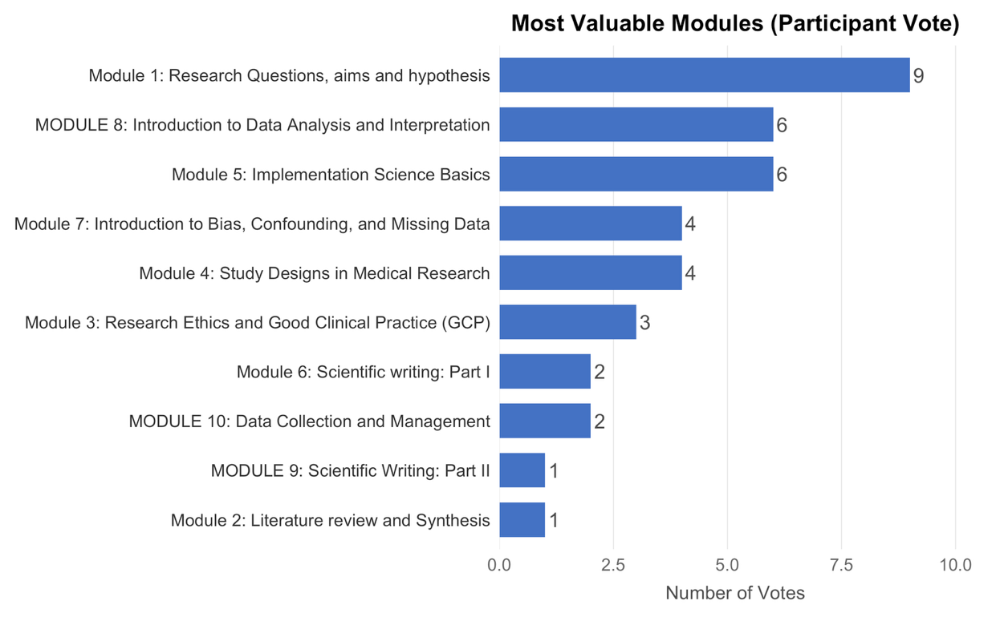 Most Valuable Modules (Participant Vote)
Module 1: Research Questions, aims and hypothesis 9
MODULE 8: Introduction to Data Analysis and Interpretation 6
Module 5: Implementation Science Basics 6
Module 7: Introduction to Bias, Confounding, and Missing Data 4
Module 4: Study Designs in Medical Research 4
Module 3: Research Ethics and Good Clinical Practice (GCP) 3
Module 6: Scientific writing: Part I 2
MODULE 10: Data Collection and Management 2
MODULE 9: Scientific Writing: Part II 1
Module 2: Literature review and Synthesis 1
0.0 2.5 5.0 7.5 10.0
Number of Votes